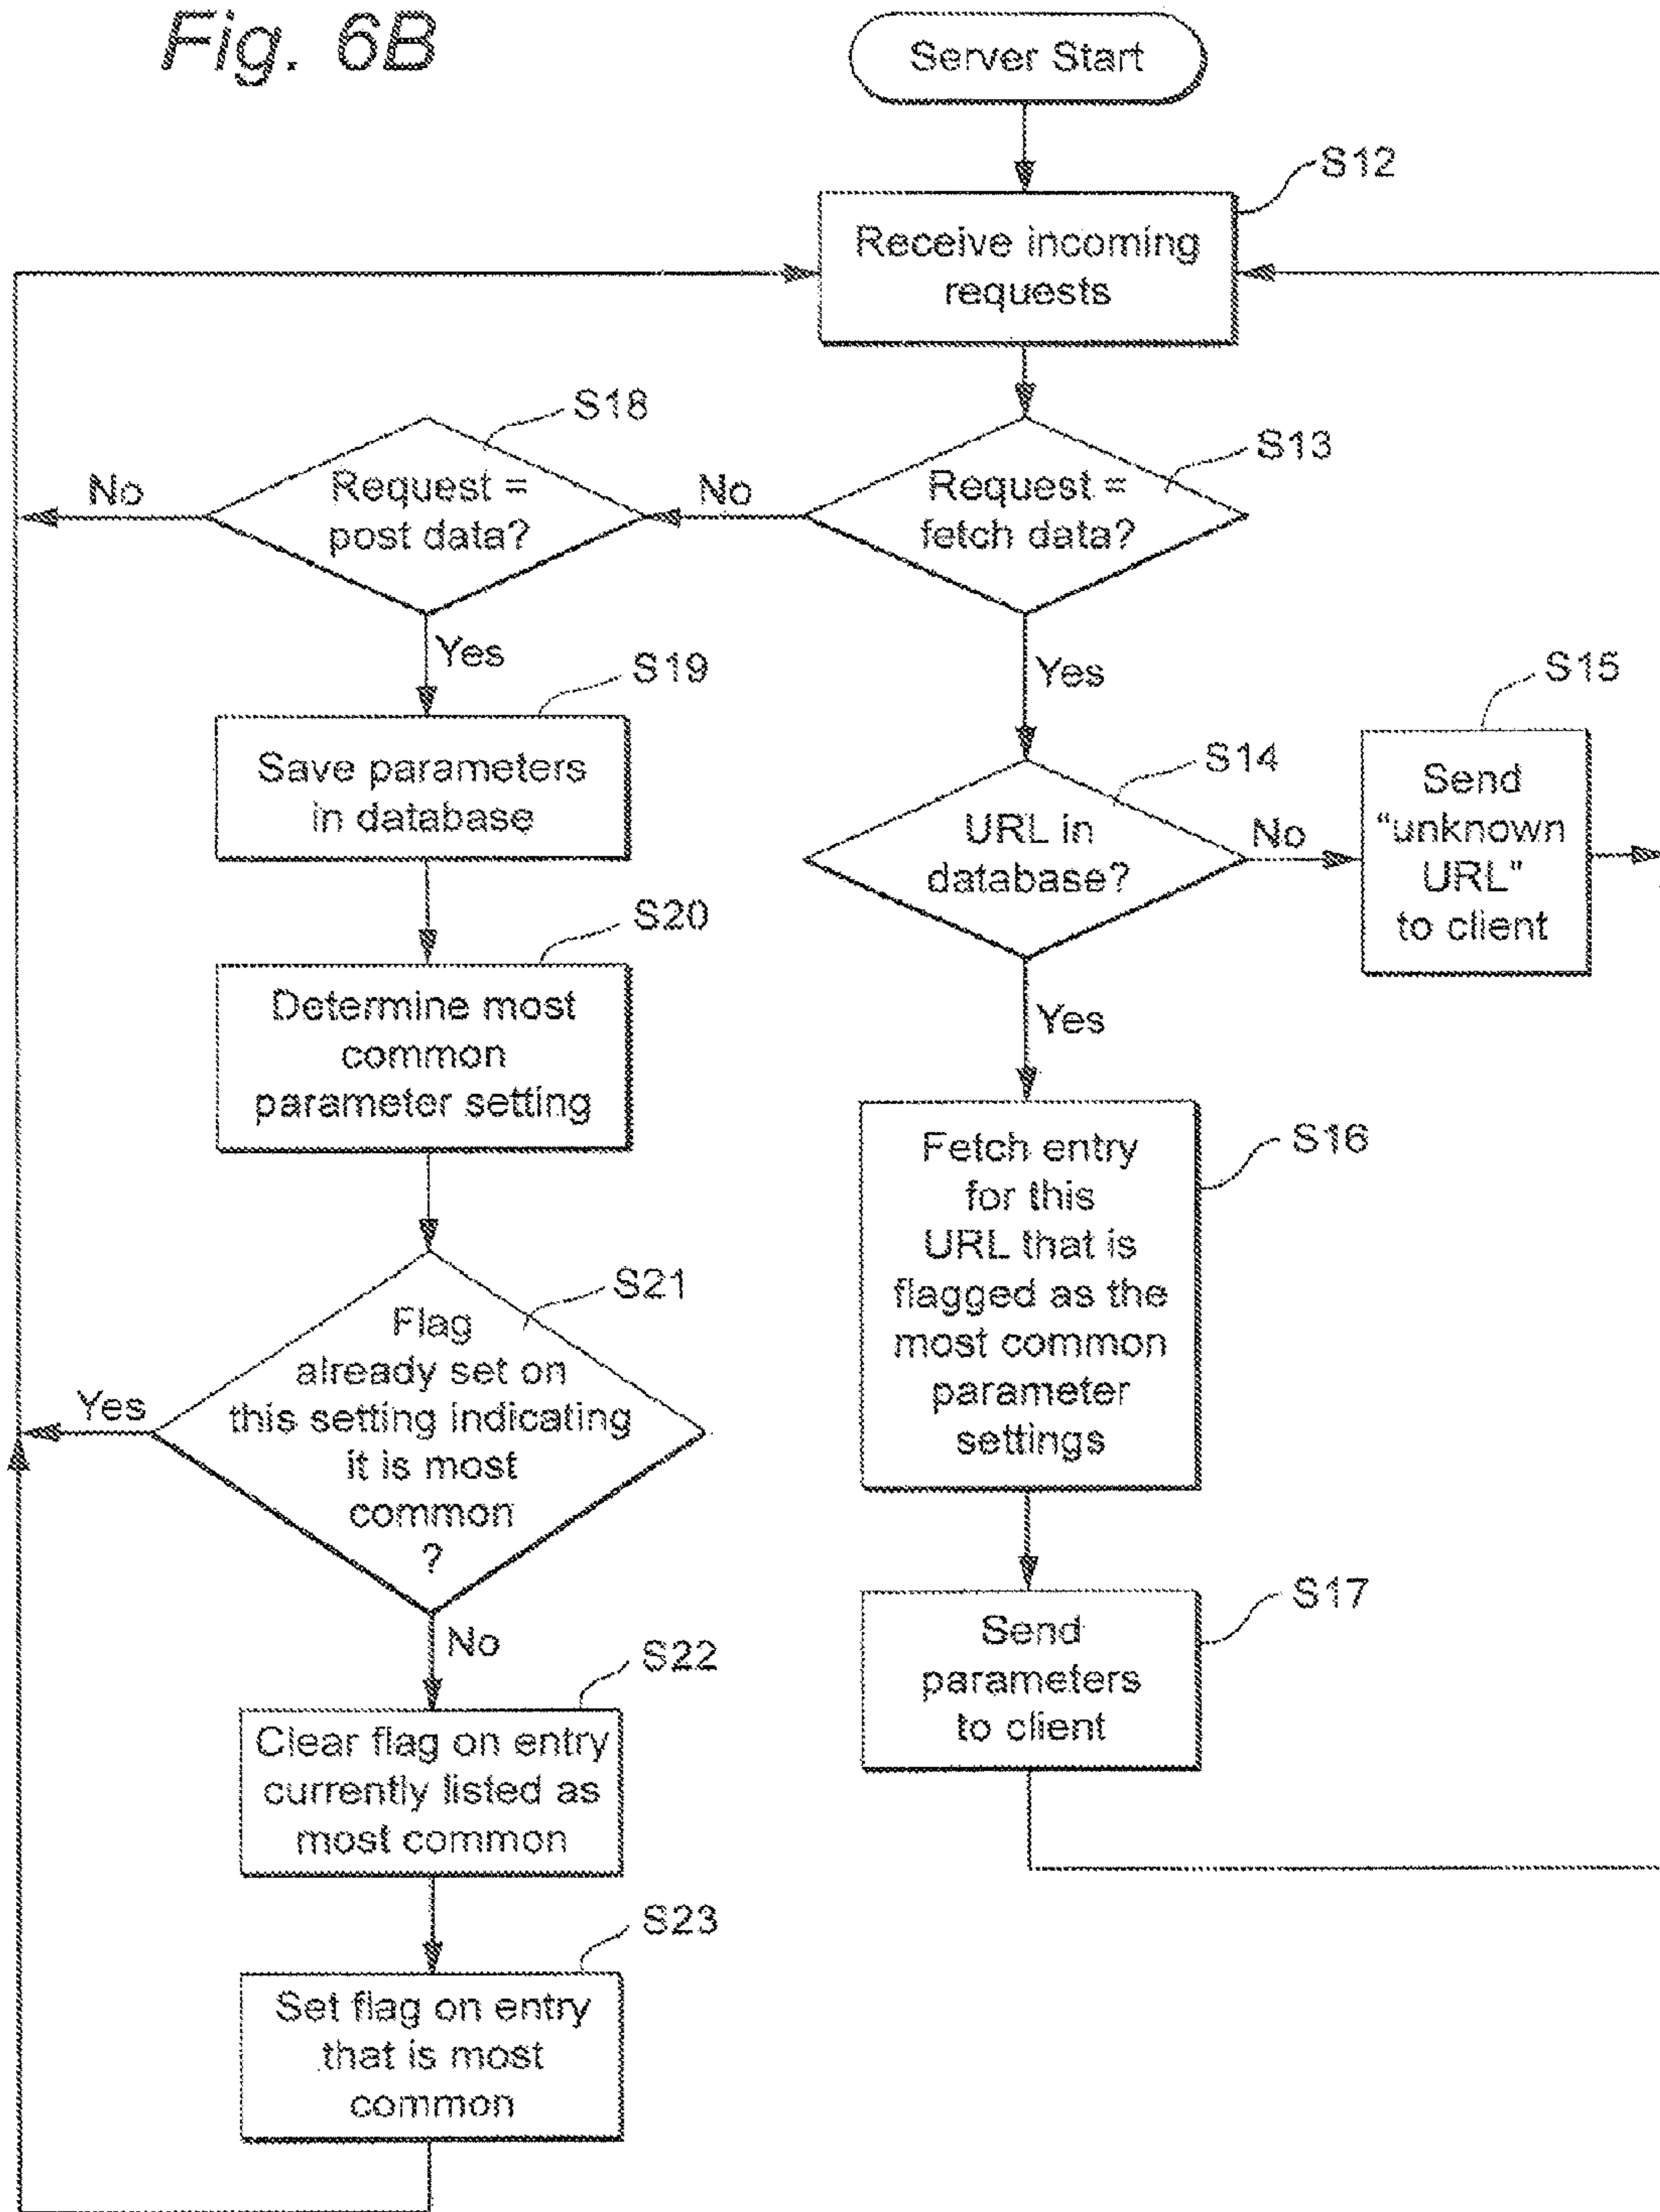 Fig. 6B
Server Start
S12
Receive incoming
requests
S18
Request =
post data?
No
No
S13
Request =
fetch data?
Yes
Yes
S19
Save parameters
in database
S14
URL in
database?
No
S15
Send
“unknown
URL”
to client
S20
Determine most
common
parameter setting
Yes
S16
Fetch entry
for this
URL that is
flagged as the
most common
parameter
settings
S21
Flag
already set on
this setting indicating
it is most
common
?
Yes
No
S17
Send
parameters
to client
S22
Clear flag on entry
currently listed as
most common
S23
Set flag on entry
that is most
common